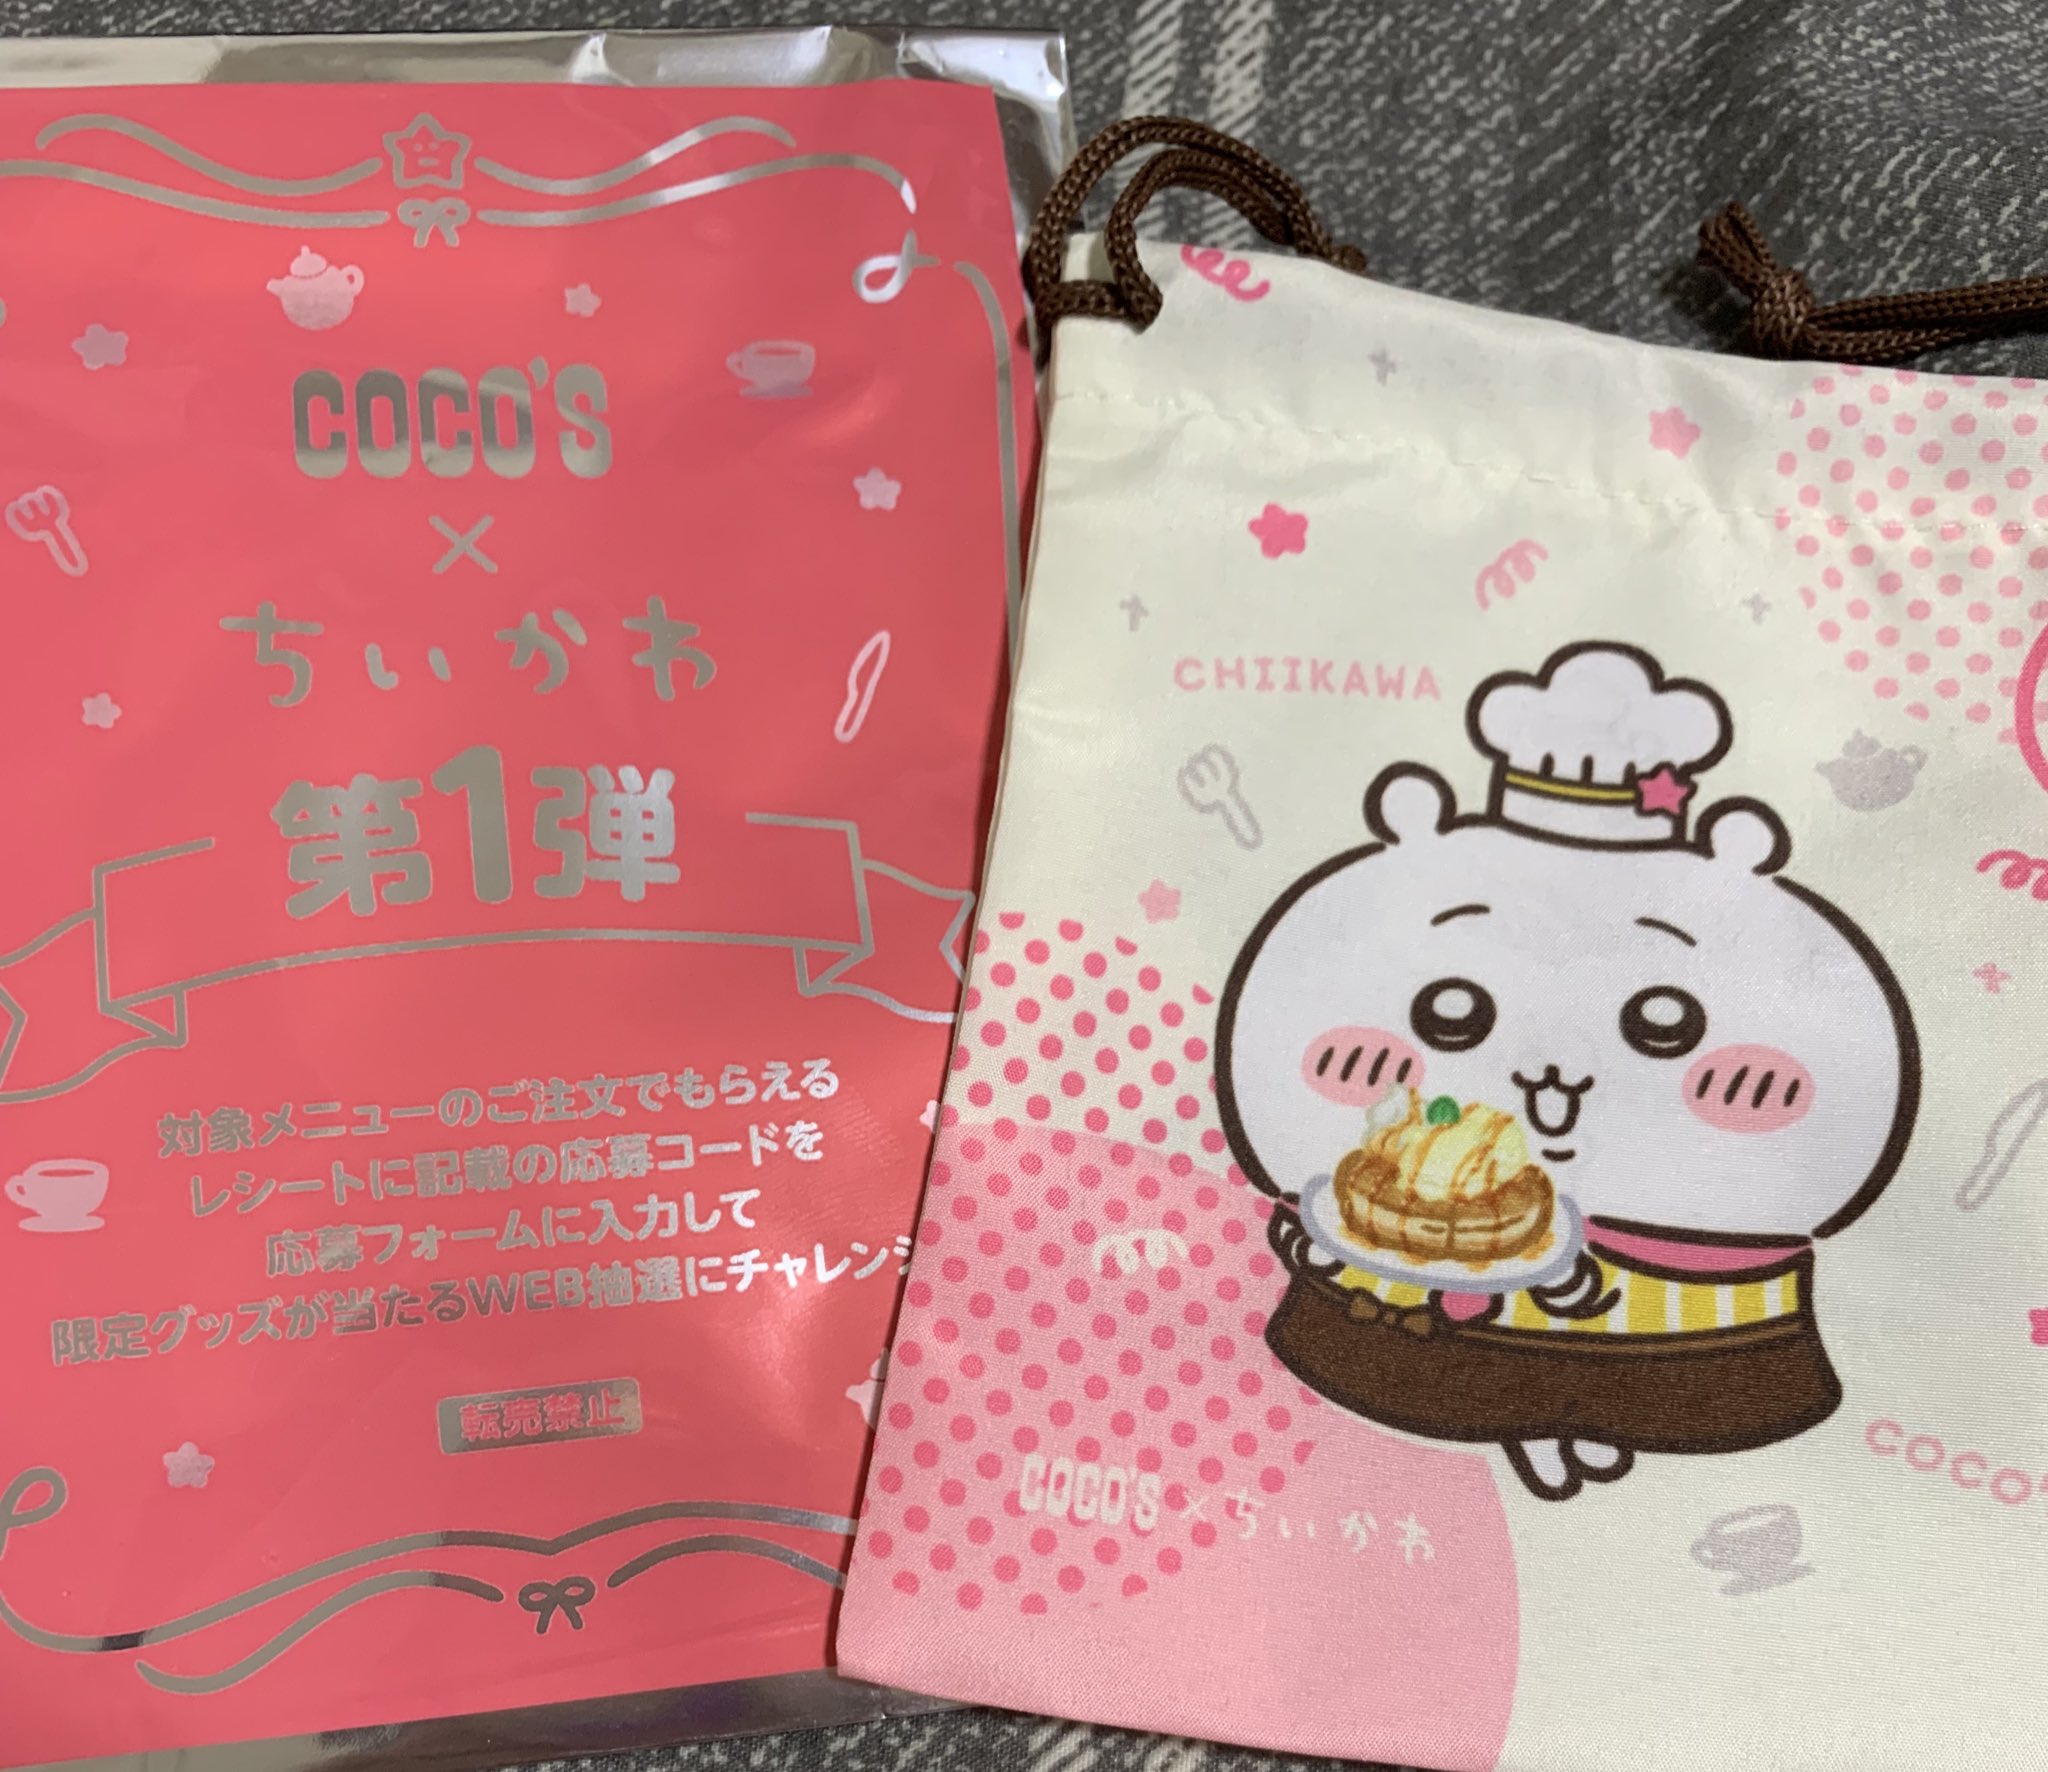 COCO'S
×
ちいかわ
第1弾
対象メニューのご注文でもらえる
レシートに記載の応募コードを
応募フォームに入力して
限定グッズが当たるWEB抽選にチャレンジ
転売禁止
CHIIKAWA
COCO'S
COCO'S×ちいかわ